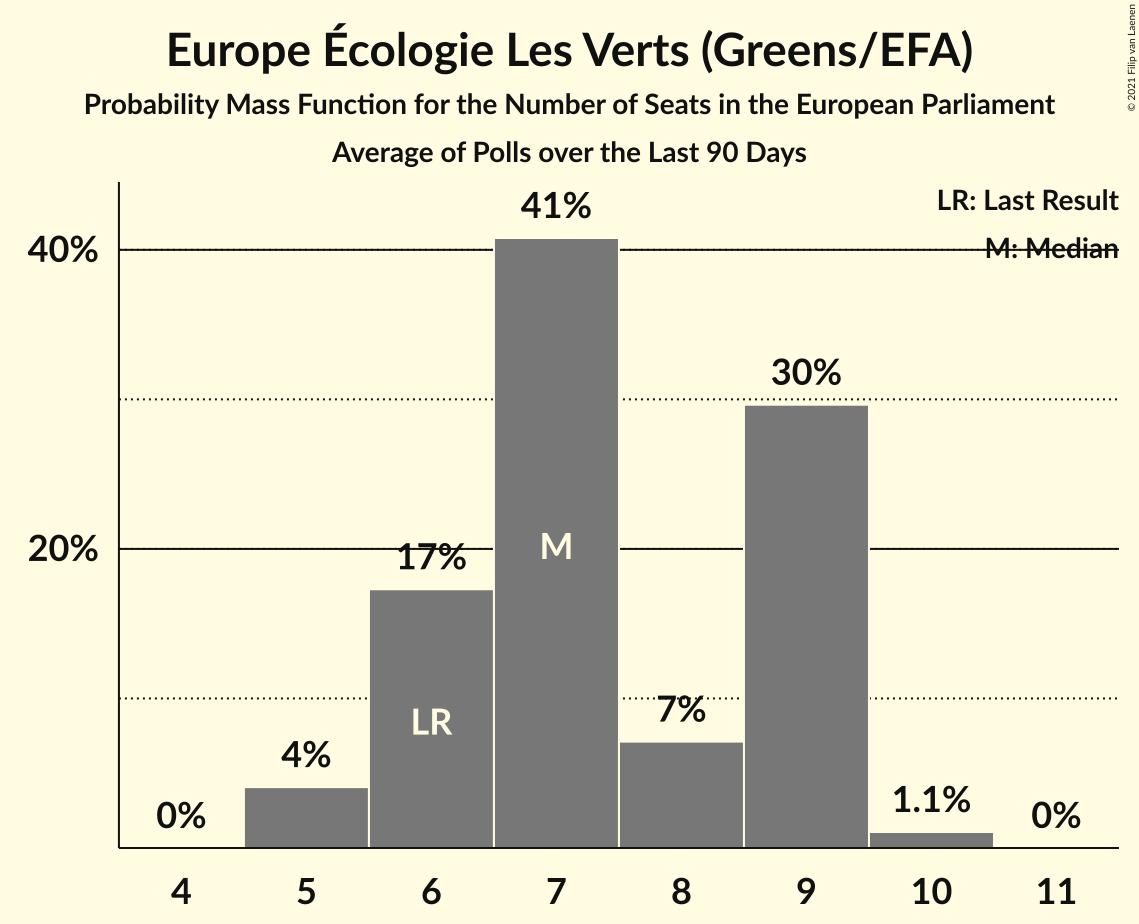 Europe Écologie Les Verts (Greens/EFA)
Probability Mass Function for the Number of Seats in the European Parliament
Average of Polls over the Last 90 Days
© 2021 Filip van Laenen
LR: Last Result
M: Median
40%
20%
0%
4%
17%
41%
7%
30%
1.1%
0%
LR
M
4
5
6
7
8
9
10
11